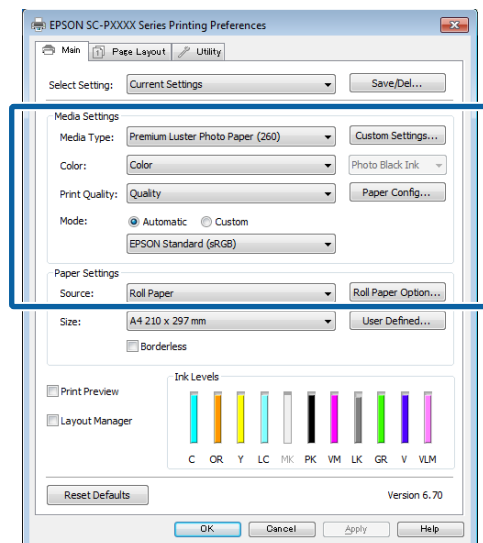 EPSON SC-PXXXX Series Printing Preferences
Main Page Layout Utility
Select Setting: Current Settings Save/Del...
Media Settings
Media Type: Premium Luster Photo Paper (260) Custom Settings...
Color: Color Photo Black Ink
Print Quality: Quality Paper Config...
Mode: Automatic Custom
EPSON Standard (sRGB)
Paper Settings
Source: Roll Paper Roll Paper Option...
Size: A4 210 x 297 mm User Defined...
Borderless
Print Preview
Layout Manager
Ink Levels
C OR Y LC MK PK VM LK GR V VLM
Reset Defaults Version 6.70
OK Cancel Apply Help